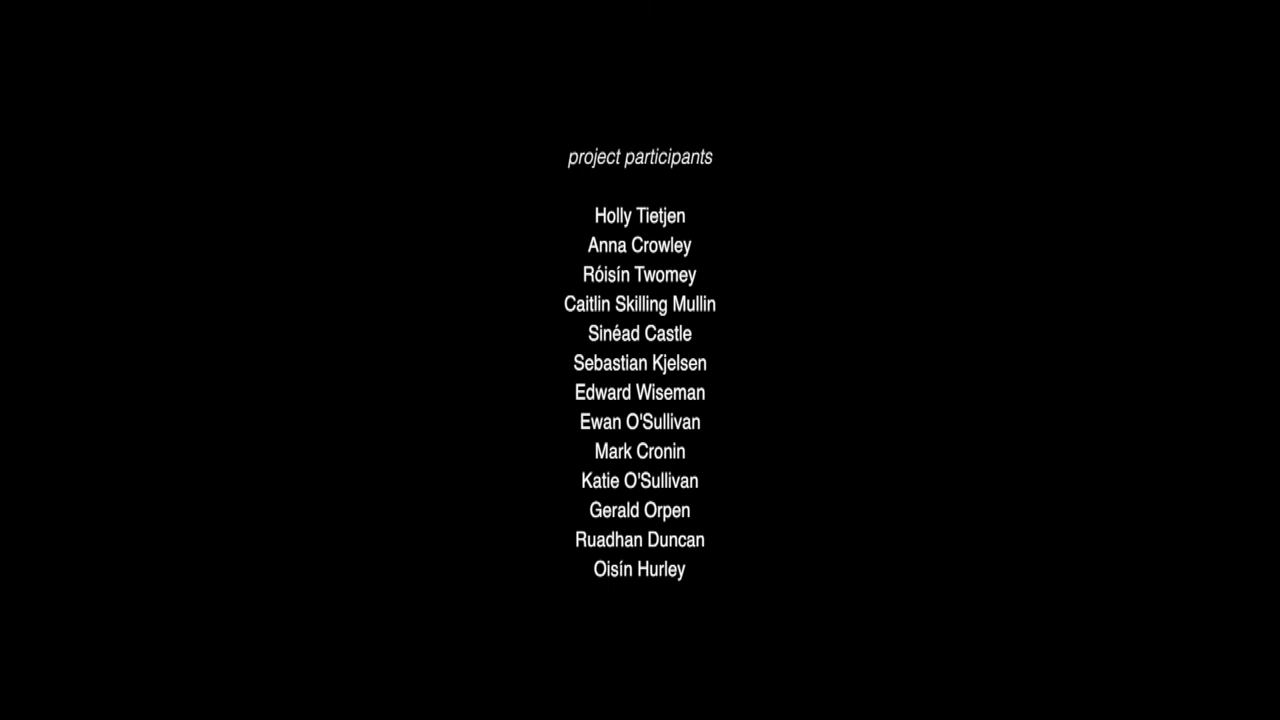 project participants
Holly Tietjen
Anna Crowley
Róisín Twomey
Caitlin Skilling Mullin
Sinéad Castle
Sebastian Kjelsen
Edward Wiseman
Ewan O'Sullivan
Mark Cronin
Katie O'Sullivan
Gerald Orpen
Ruadhan Duncan
Oisín Hurley